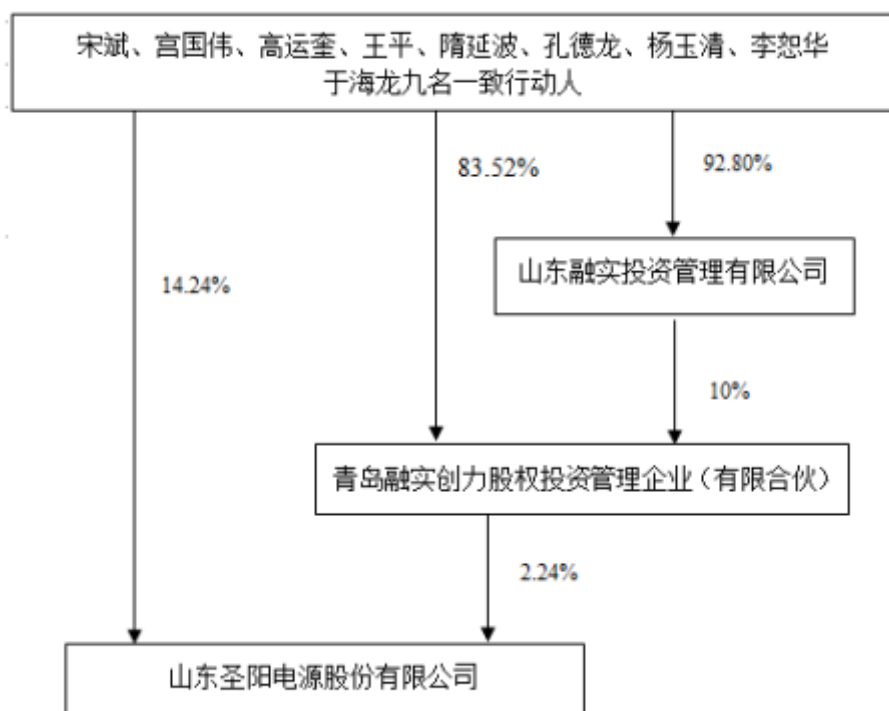 宋斌、宫国伟、高运奎、王平、隋延波、孔德龙、杨玉清、李恕华
于海龙九名一致行动人
83.52%
92.80%
山东融实投资管理有限公司
14.24%
10%
青岛融实创力股权投资管理企业（有限合伙）
2.24%
山东圣阳电源股份有限公司